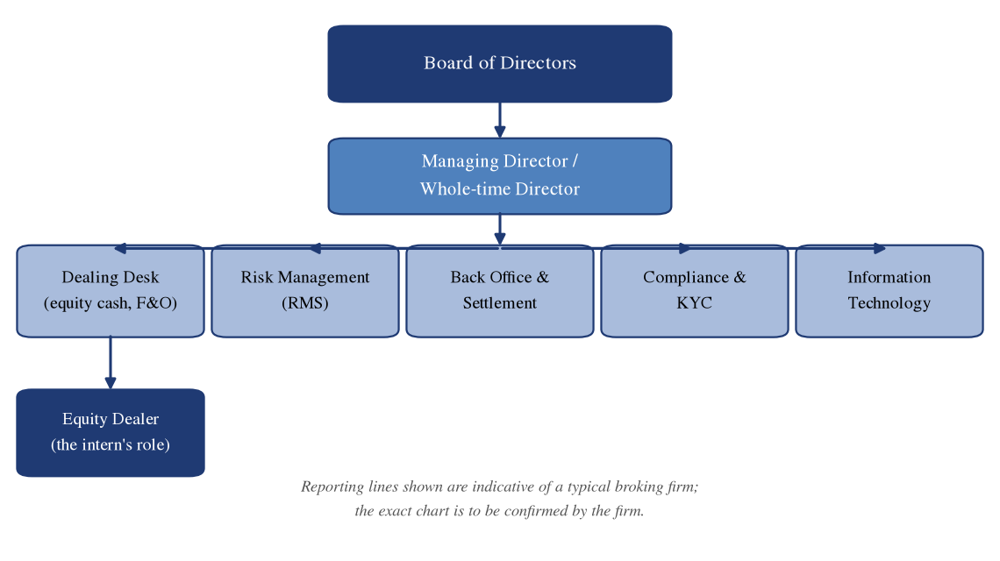 Board of Directors
Managing Director /
Whole-time Director
Dealing Desk
(equity cash, F&O)
Risk Management
(RMS)
Back Office &
Settlement
Compliance &
KYC
Information
Technology
Equity Dealer
(the intern's role)
Reporting lines shown are indicative of a typical broking firm;
the exact chart is to be confirmed by the firm.